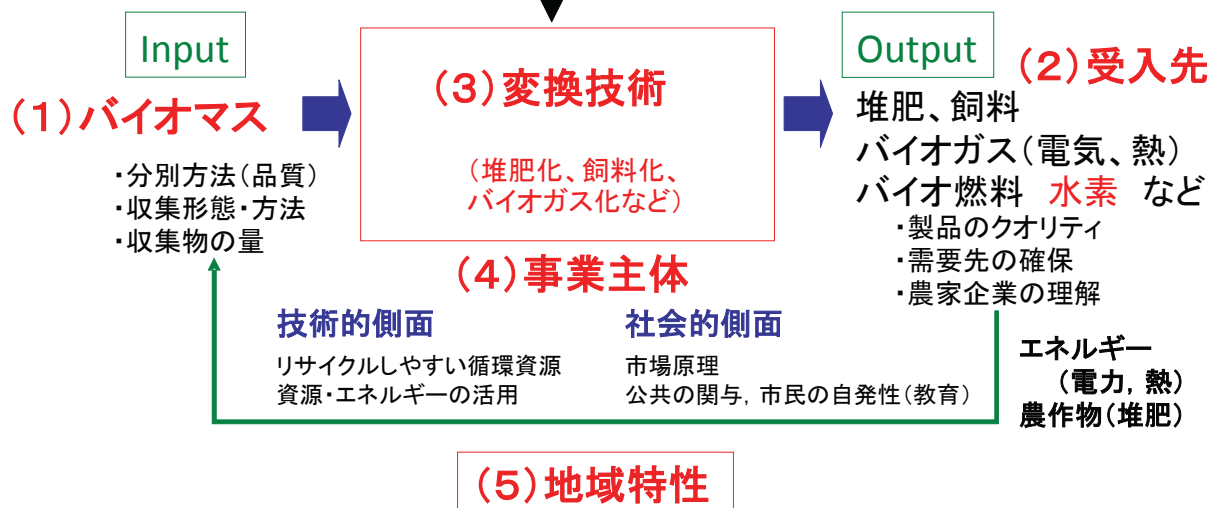 Input
(1)バイオマス
・分別方法(品質)
・収集形態・方法
・収集物の量
(3)変換技術
(堆肥化、飼料化、
バイオガス化など)
Output
(2)受入先
堆肥、飼料
バイオガス(電気、熱)
バイオ燃料 水素 など
・製品のクオリティ
・需要先の確保
・農家企業の理解
(4)事業主体
技術的側面
リサイクルしやすい循環資源
資源・エネルギーの活用
社会的側面
市場原理
公共の関与, 市民の自発性(教育)
エネルギー
(電力, 熱)
農作物(堆肥)
(5)地域特性